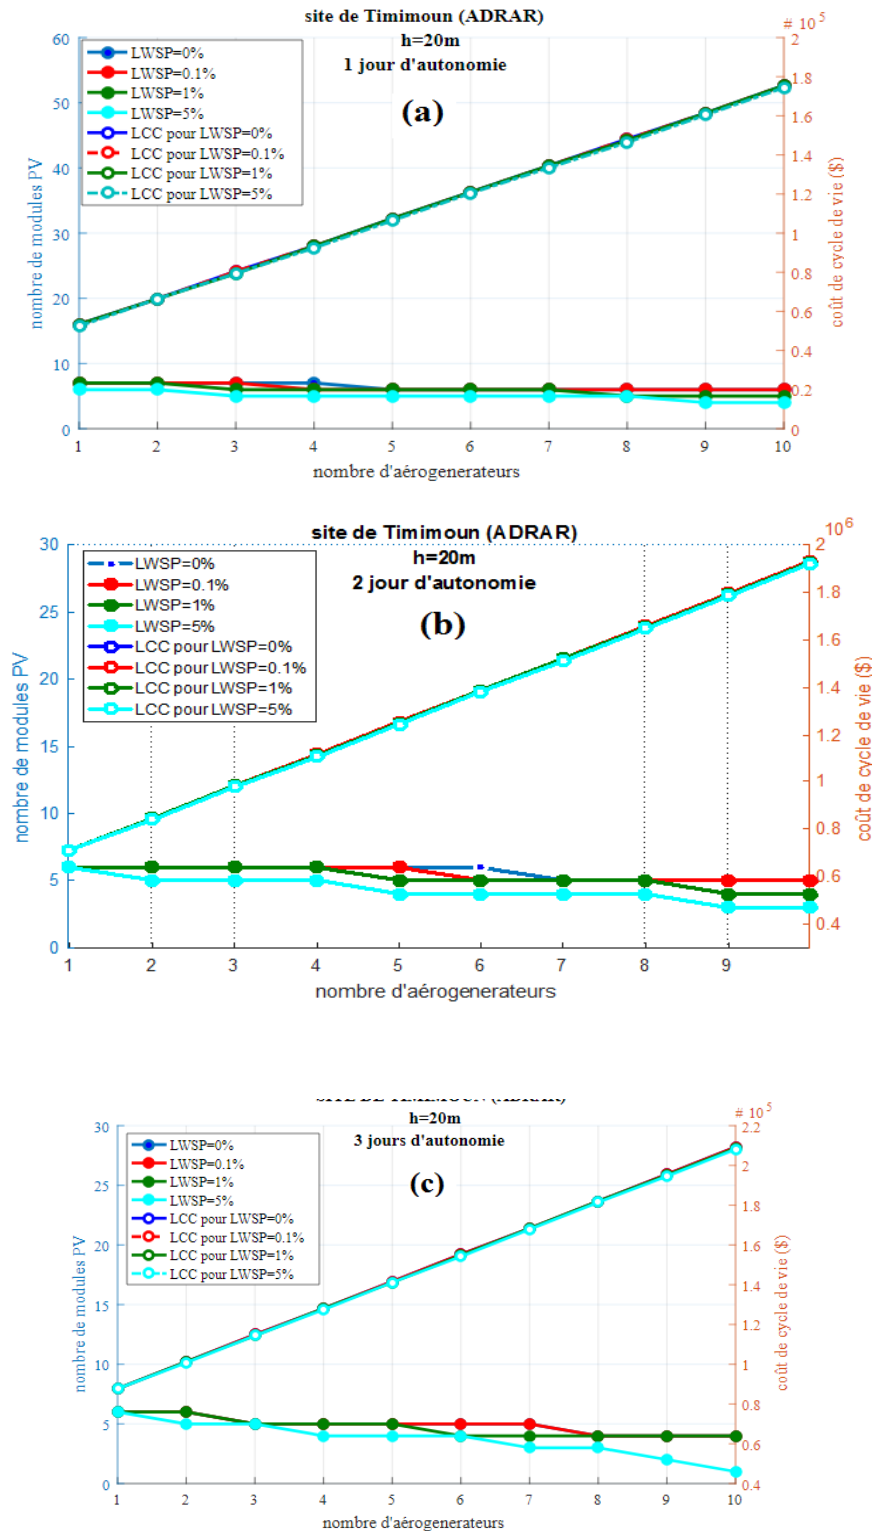 site de Timimoun (ADRAR)
h=20m
1 jour d'autonomie
(a)
# 10^5
LWSP=0%
LWSP=0.1%
LWSP=1%
LWSP=5%
LCC pour LWSP=0%
LCC pour LWSP=0.1%
LCC pour LWSP=1%
LCC pour LWSP=5%
60
50
40
30
20
10
0
nombre de modules PV
2
1.8
1.6
1.4
1.2
1
0.8
0.6
0.4
0.2
0
coût de cycle de vie ($)
1 2 3 4 5 6 7 8 9 10
nombre d'aérogenerateurs
site de Timimoun (ADRAR)
h=20m
2 jour d'autonomie
(b)
10^6
LWSP=0%
LWSP=0.1%
LWSP=1%
LWSP=5%
LCC pour LWSP=0%
LCC pour LWSP=0.1%
LCC pour LWSP=1%
LCC pour LWSP=5%
30
25
20
15
10
5
0
nombre de modules PV
2
1.8
1.6
1.4
1.2
1
0.8
0.6
0.4
coût de cycle de vie ($)
1 2 3 4 5 6 7 8 9
nombre d'aérogenerateurs
SITE DE TIMIMOUN (ADRAR)
h=20m
3 jours d'autonomie
(c)
# 10^5
LWSP=0%
LWSP=0.1%
LWSP=1%
LWSP=5%
LCC pour LWSP=0%
LCC pour LWSP=0.1%
LCC pour LWSP=1%
LCC pour LWSP=5%
30
25
20
15
10
5
0
nombre de modules PV
2.2
2
1.8
1.6
1.4
1.2
1
0.8
0.6
0.4
coût de cycle de vie ($)
1 2 3 4 5 6 7 8 9 10
nombre d'aérogenerateurs